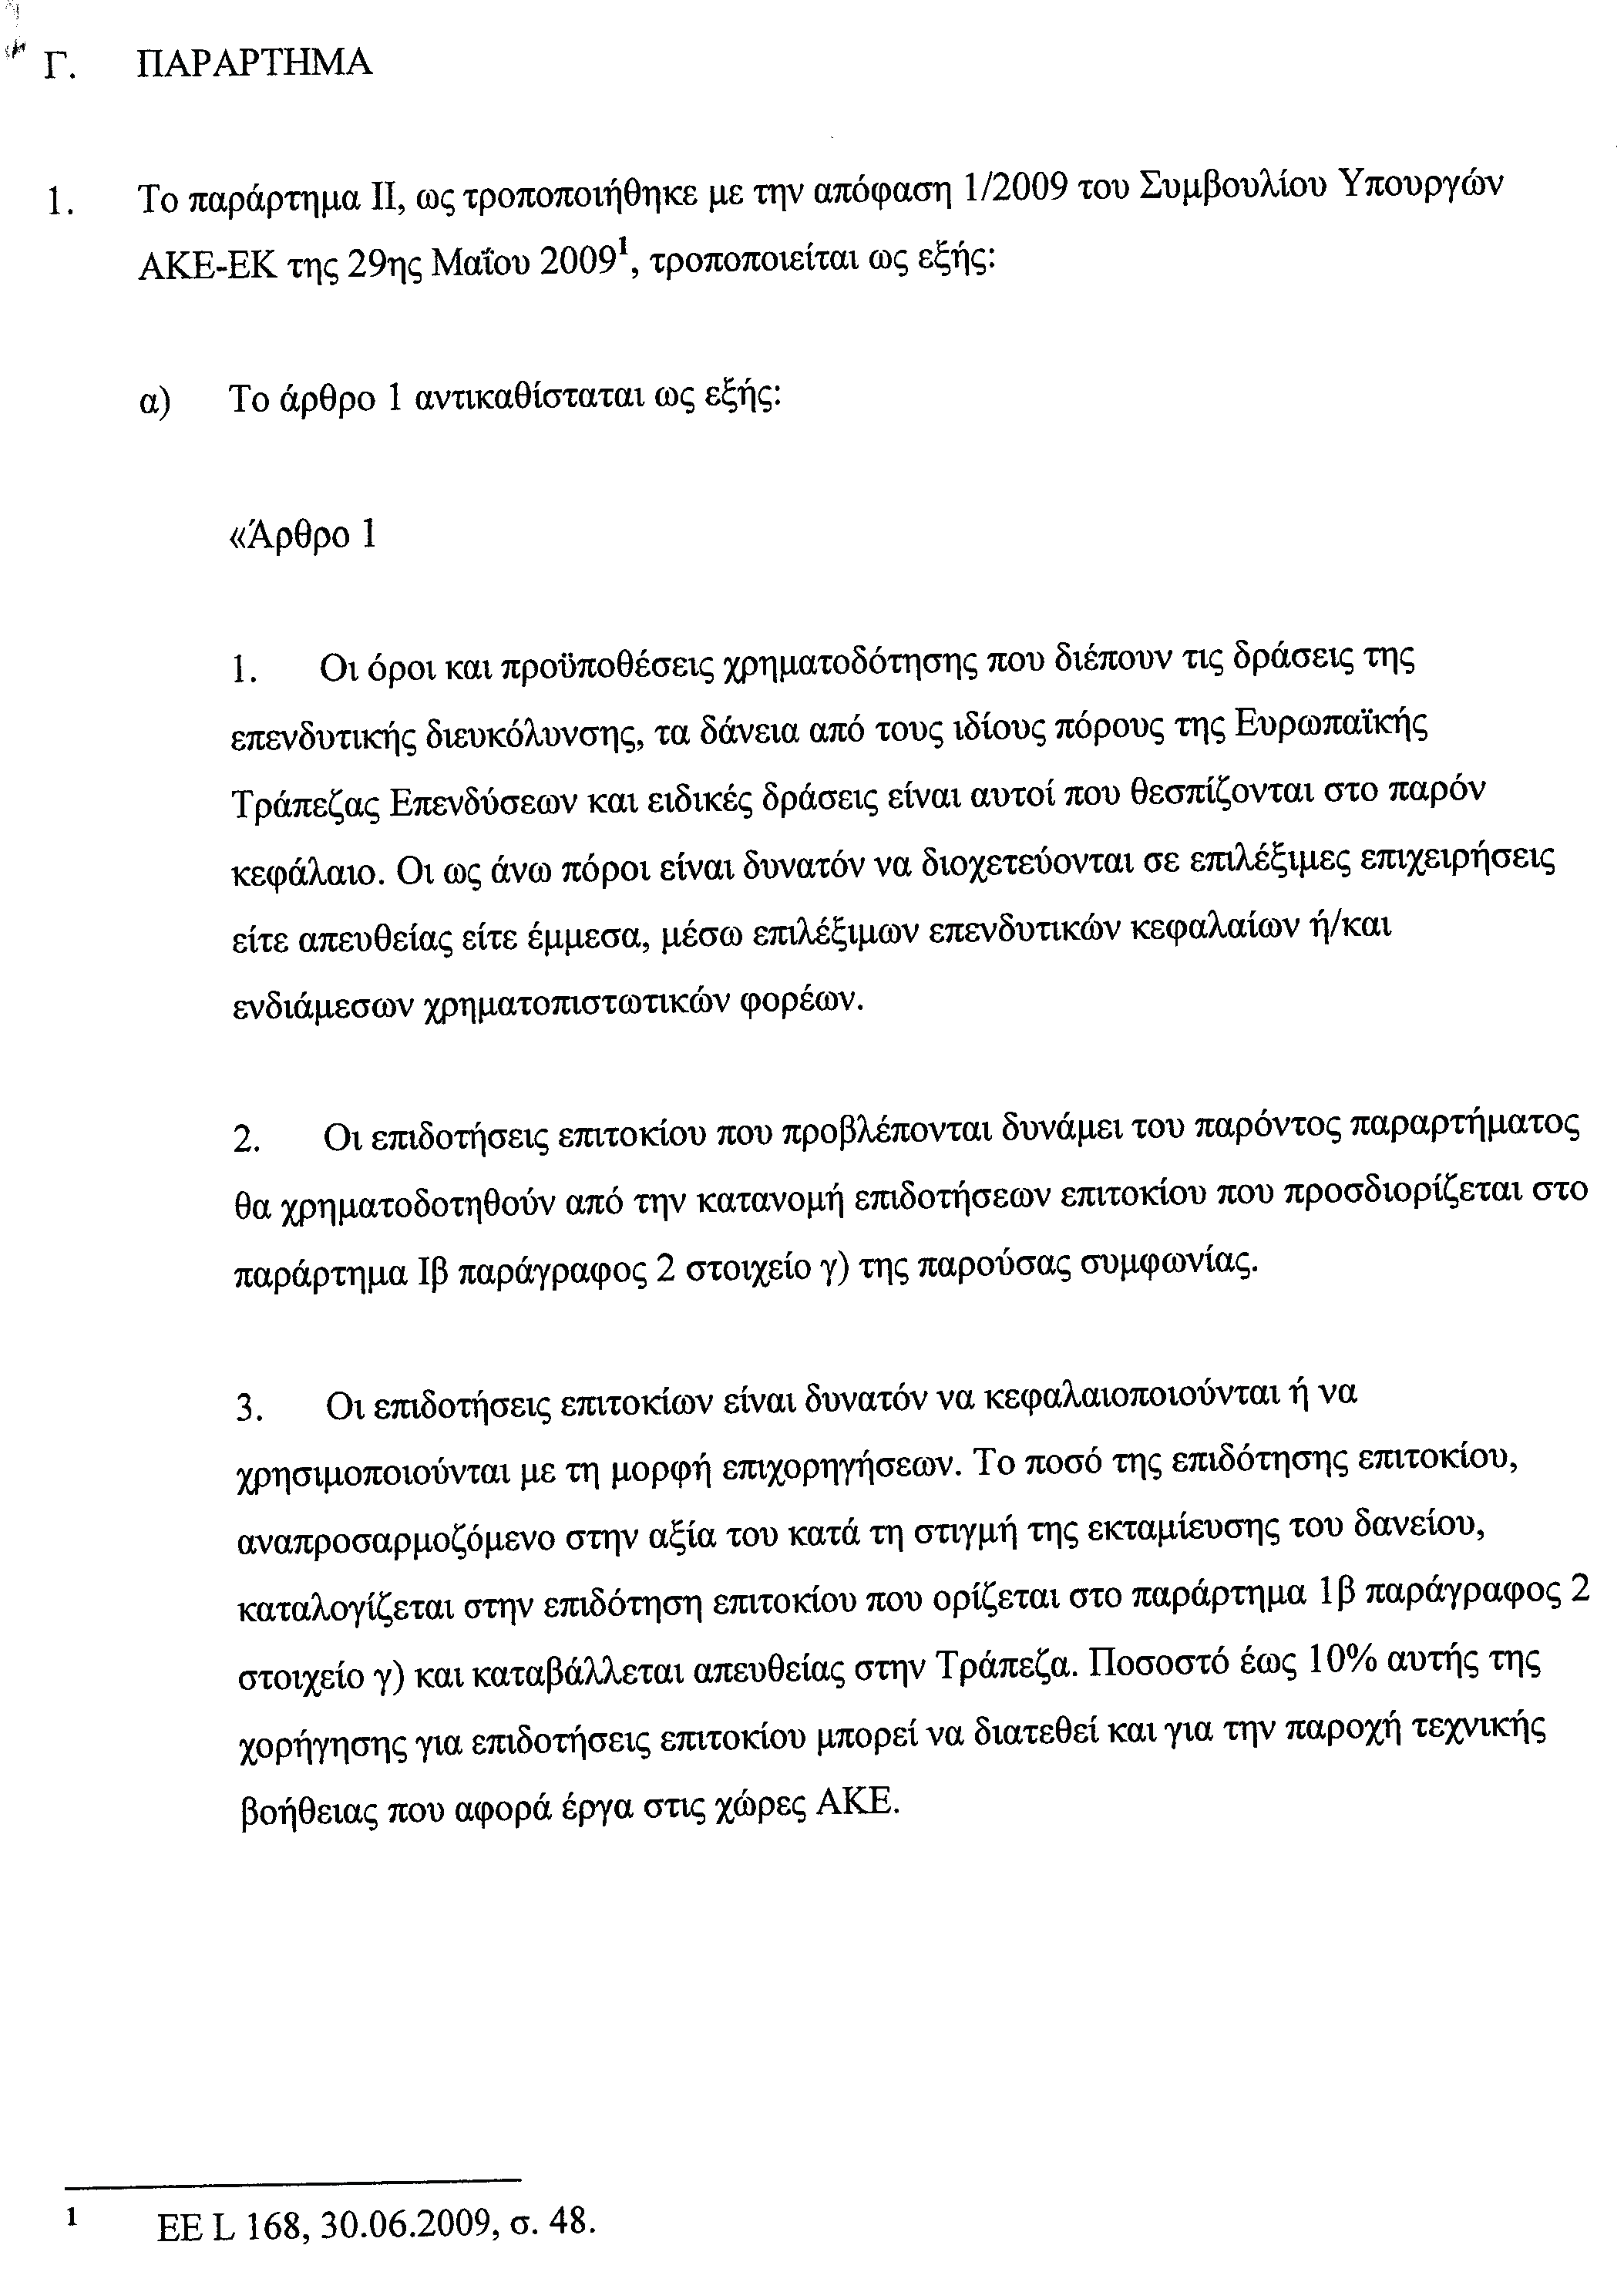 Γ. ΠΑΡΑΡΤΗΜΑ
1. Το παράρτημα ΙΙ, ως τροποποιήθηκε με την απόφαση 1/2009 του Συμβουλίου Υπουργών
ΑΚΕ-ΕΚ της 29ης Μαΐου 2009¹, τροποποιείται ως εξής:
α) Το άρθρο 1 αντικαθίσταται ως εξής:
«Άρθρο 1
1. Οι όροι και προϋποθέσεις χρηματοδότησης που διέπουν τις δράσεις της
επενδυτικής διευκόλυνσης, τα δάνεια από τους ιδίους πόρους της Ευρωπαϊκής
Τράπεζας Επενδύσεων και ειδικές δράσεις είναι αυτοί που θεσπίζονται στο παρόν
κεφάλαιο. Οι ως άνω πόροι είναι δυνατόν να διοχετεύονται σε επιλέξιμες επιχειρήσεις
είτε απευθείας είτε έμμεσα, μέσω επιλέξιμων επενδυτικών κεφαλαίων ή/και
ενδιάμεσων χρηματοπιστωτικών φορέων.
2. Οι επιδοτήσεις επιτοκίου που προβλέπονται δυνάμει του παρόντος παραρτήματος
θα χρηματοδοτηθούν από την κατανομή επιδοτήσεων επιτοκίου που προσδιορίζεται στο
παράρτημα Ιβ παράγραφος 2 στοιχείο γ) της παρούσας συμφωνίας.
3. Οι επιδοτήσεις επιτοκίων είναι δυνατόν να κεφαλαιοποιούνται ή να
χρησιμοποιούνται με τη μορφή επιχορηγήσεων. Το ποσό της επιδότησης επιτοκίου,
αναπροσαρμοζόμενο στην αξία του κατά τη στιγμή της εκταμίευσης του δανείου,
καταλογίζεται στην επιδότηση επιτοκίου που ορίζεται στο παράρτημα 1β παράγραφος 2
στοιχείο γ) και καταβάλλεται απευθείας στην Τράπεζα. Ποσοστό έως 10% αυτής της
χορήγησης για επιδοτήσεις επιτοκίου μπορεί να διατεθεί και για την παροχή τεχνικής
βοήθειας που αφορά έργα στις χώρες ΑΚΕ.
¹ ΕΕ L 168, 30.06.2009, σ. 48.